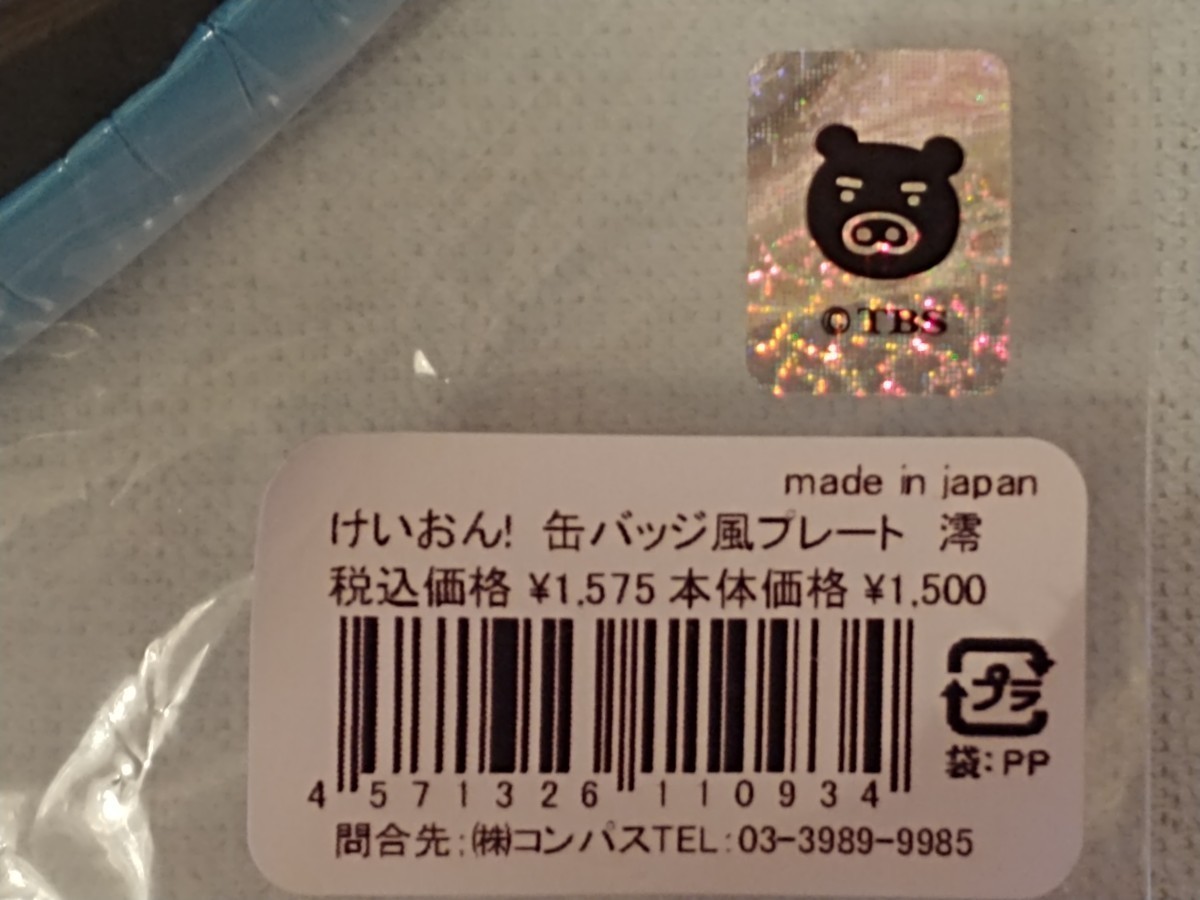 ©TBS
made in japan
けいおん! 缶バッジ風プレート 澪
税込価格 ¥1,575 本体価格 ¥1,500
プラ
袋:PP
4 571326 110934
問合先:㈱コンパスTEL:03-3989-9985